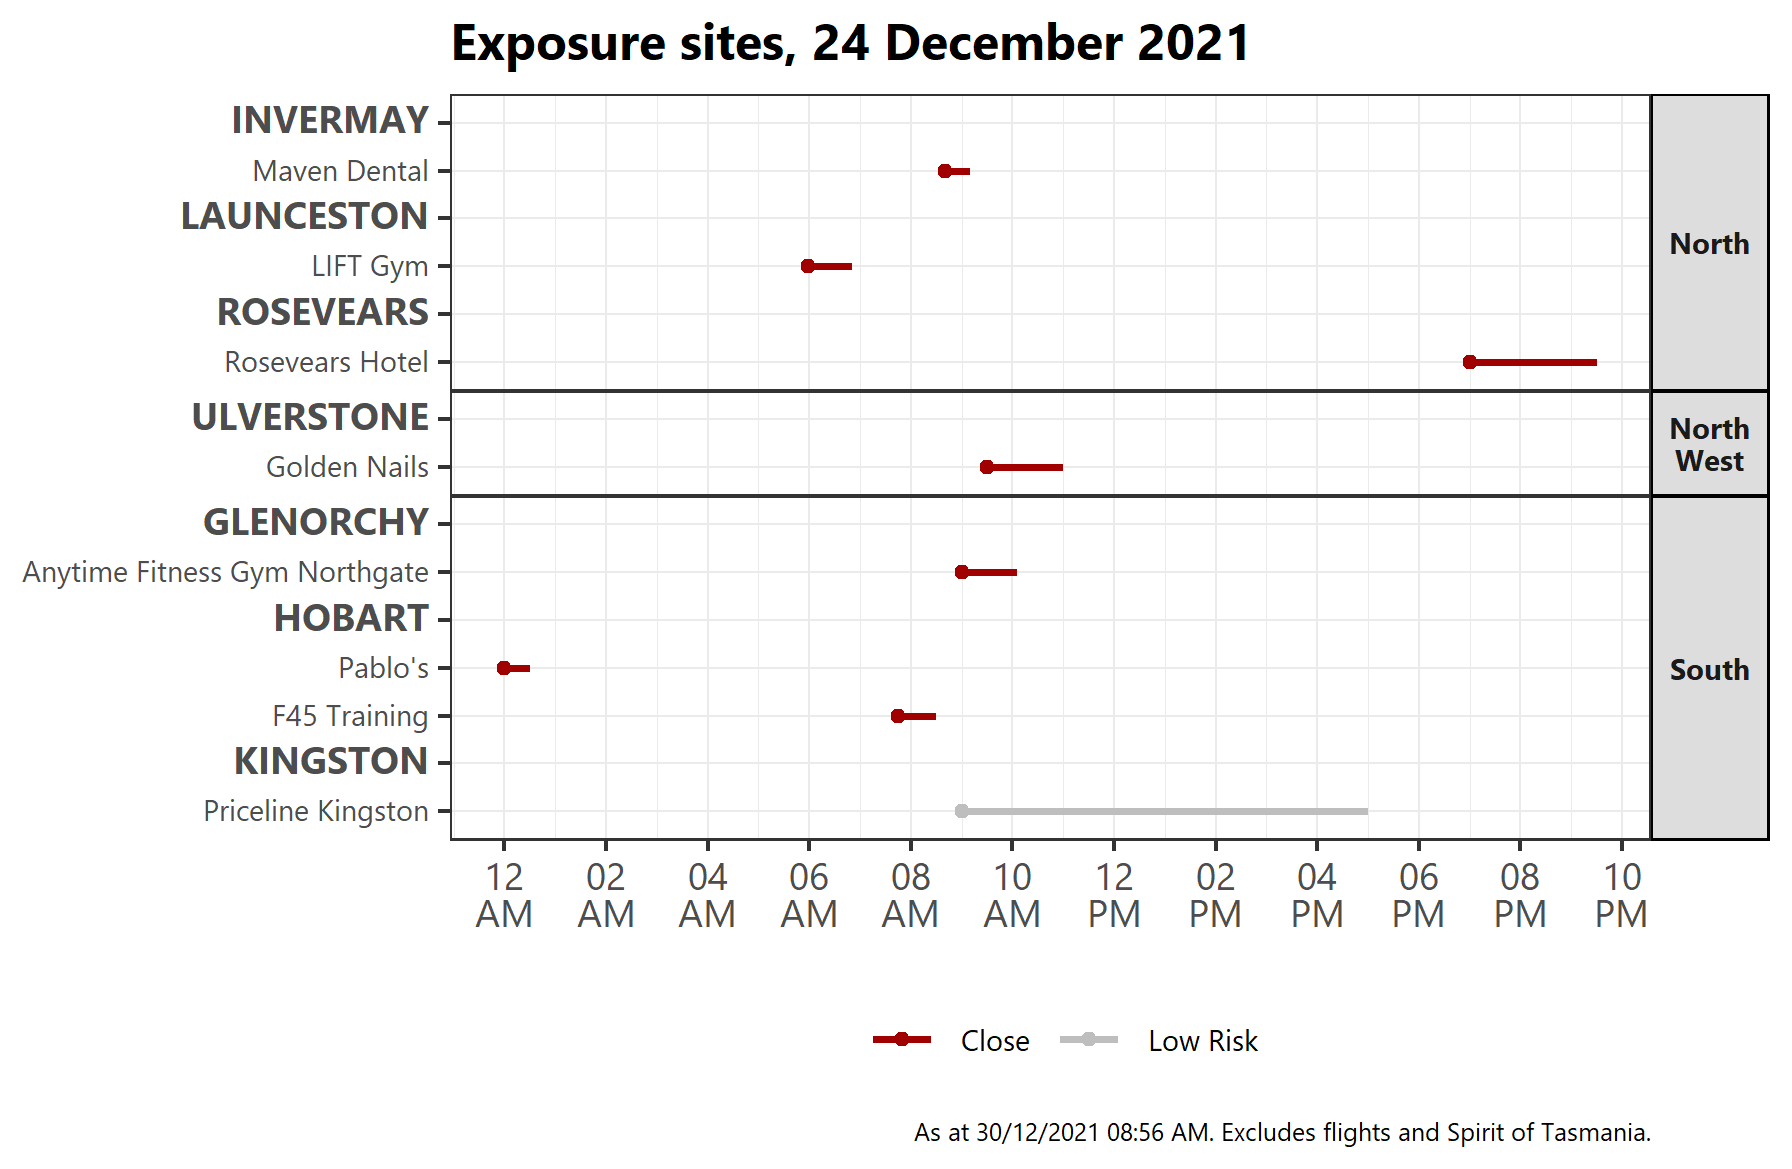 Exposure sites, 24 December 2021
INVERMAY
Maven Dental
LAUNCESTON
LIFT Gym
ROSEVEARS
Rosevears Hotel
North
ULVERSTONE
Golden Nails
North
West
GLENORCHY
Anytime Fitness Gym Northgate
HOBART
Pablo's
F45 Training
KINGSTON
Priceline Kingston
South
12 02 04 06 08 10 12 02 04 06 08 10
AM AM AM AM AM AM PM PM PM PM PM PM
Close Low Risk
As at 30/12/2021 08:56 AM. Excludes flights and Spirit of Tasmania.